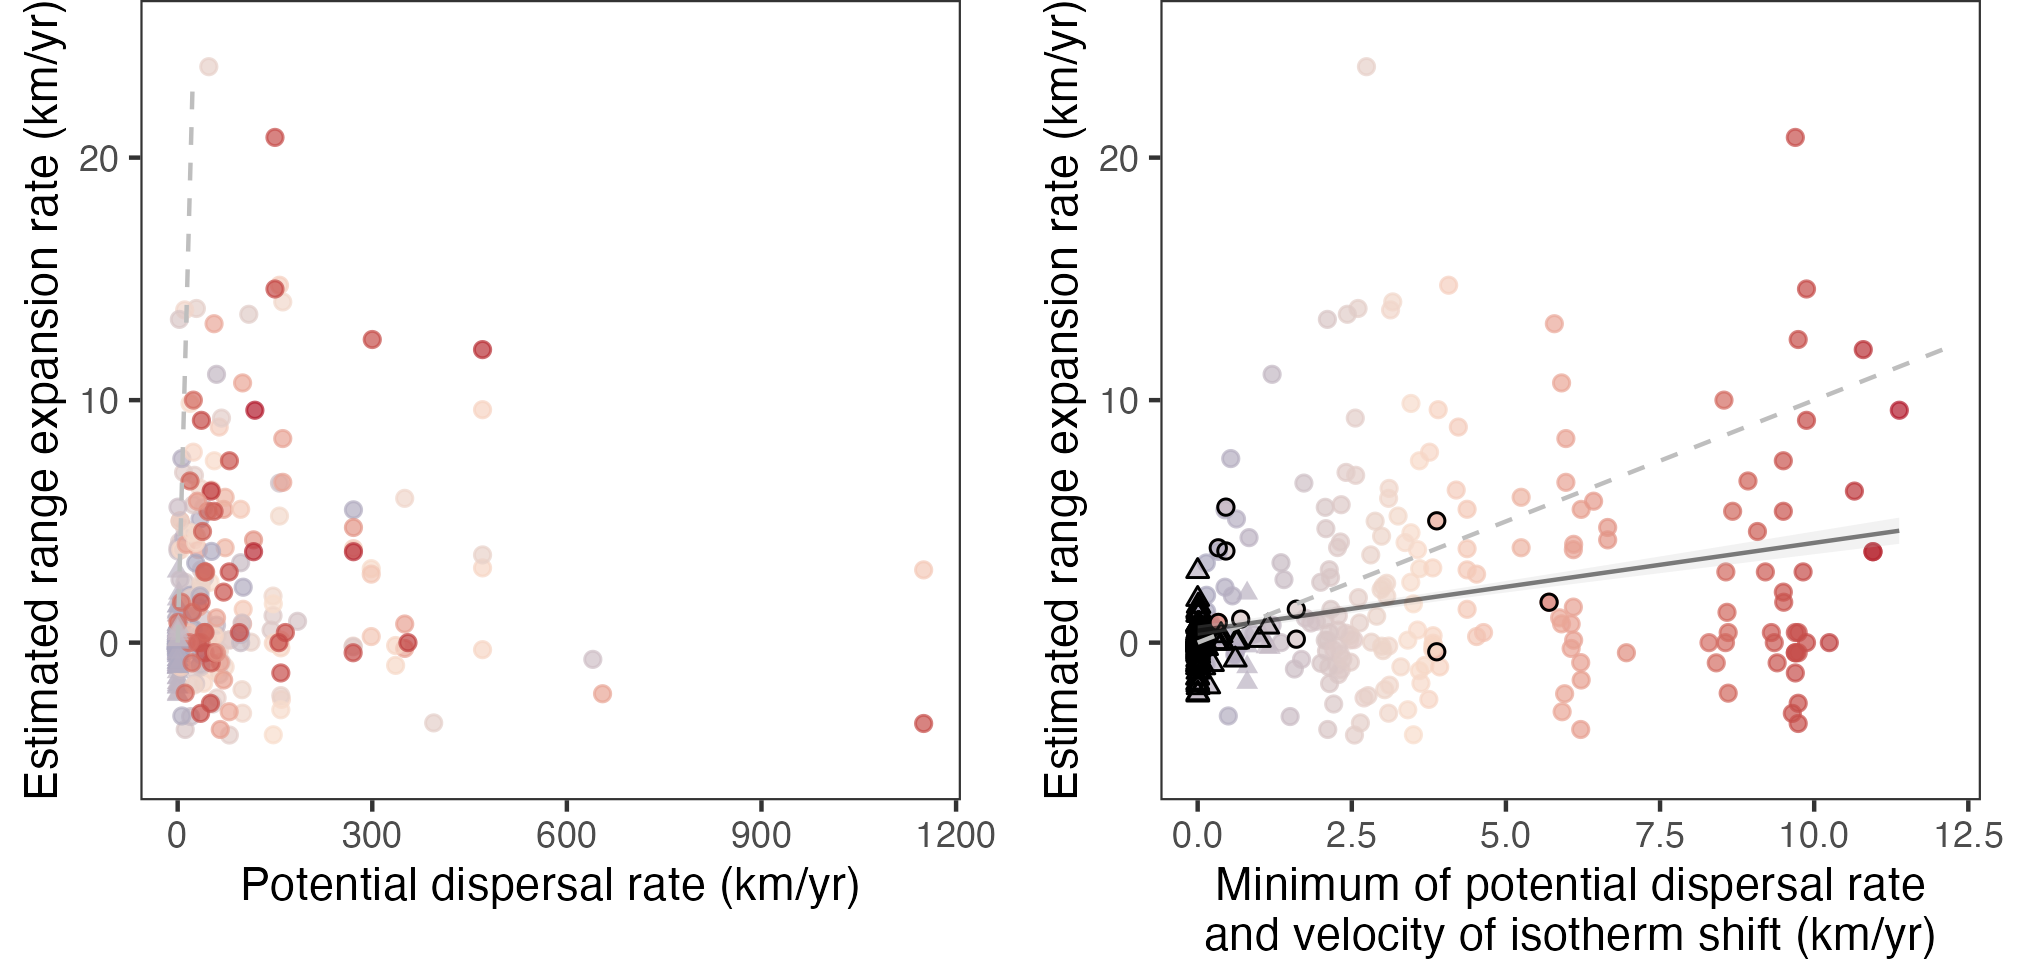 Estimated range expansion rate (km/yr)
20
10
0
0 300 600 900 1200
Potential dispersal rate (km/yr)
Estimated range expansion rate (km/yr)
20
10
0
0.0 2.5 5.0 7.5 10.0 12.5
Minimum of potential dispersal rate
and velocity of isotherm shift (km/yr)